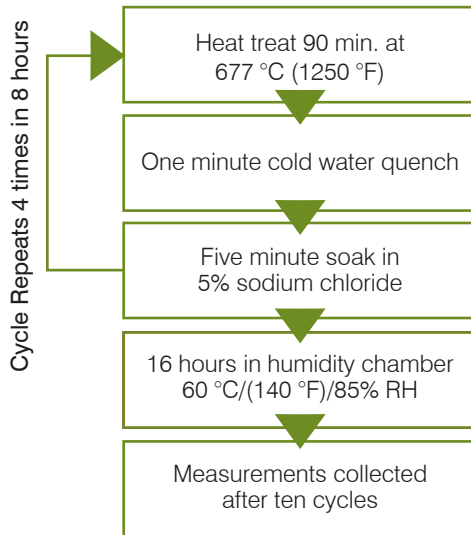 Cycle Repeats 4 times in 8 hours
Heat treat 90 min. at
677 °C (1250 °F)
One minute cold water quench
Five minute soak in
5% sodium chloride
16 hours in humidity chamber
60 °C/(140 °F)/85% RH
Measurements collected
after ten cycles